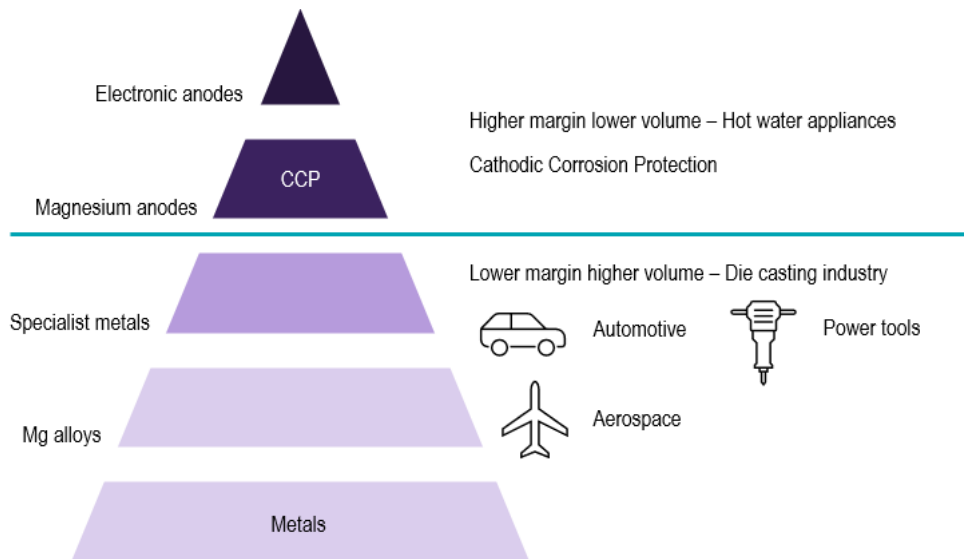 Electronic anodes
Higher margin lower volume – Hot water appliances
CCP
Cathodic Corrosion Protection
Magnesium anodes
Lower margin higher volume – Die casting industry
Specialist metals
Automotive
Power tools
Mg alloys
Aerospace
Metals